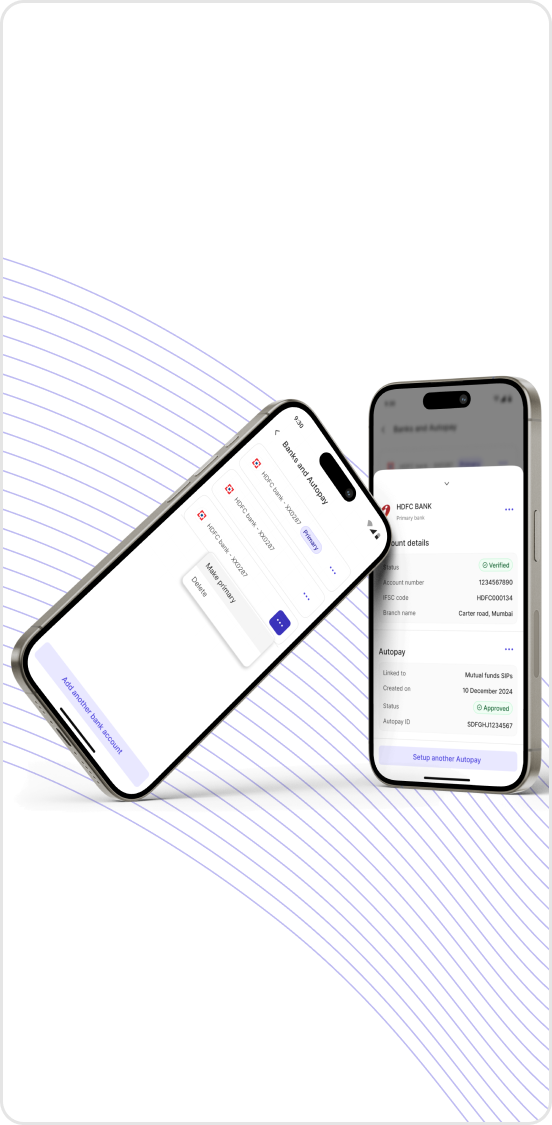 9:30
Banks and Autopay
HDFC bank - XX0287
Primary
HDFC bank - XX0287
HDFC bank - XX0287
Make primary
Delete
Add another bank account
9:30
Banks and Autopay
HDFC BANK
Primary bank
ount details
Status
Verified
Account number
1234567890
IFSC code
HDFC000134
Branch name
Carter road, Mumbai
Autopay
Linked to
Mutual funds SIPs
Created on
10 December 2024
Status
Approved
Autopay ID
SDFGHJ1234567
Setup another Autopay